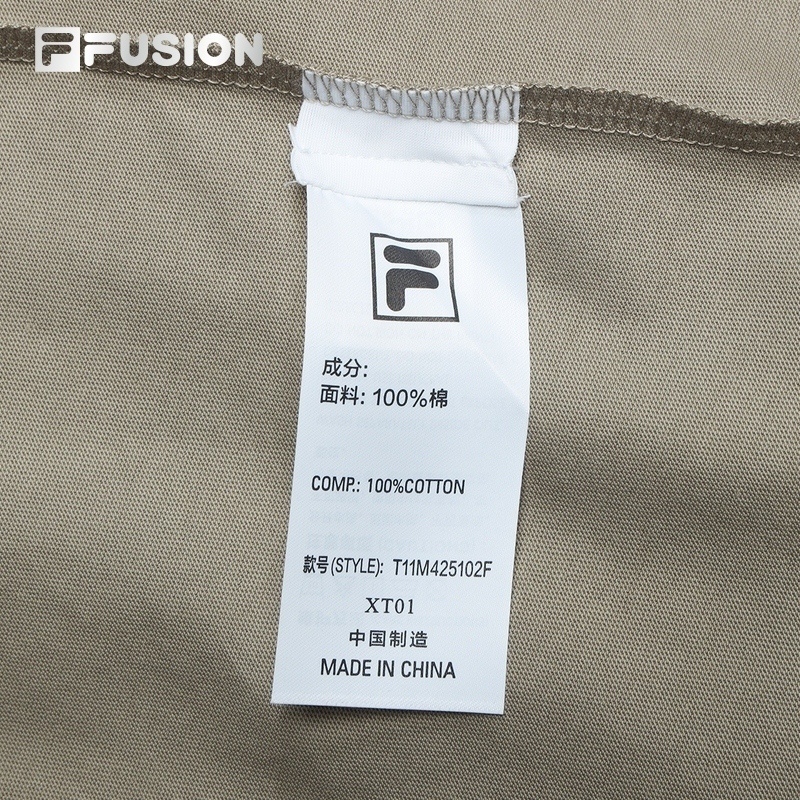 FUSION
F
成分:
面料: 100%棉
COMP.: 100%COTTON
款号(STYLE): T11M425102F
XT01
中国制造
MADE IN CHINA